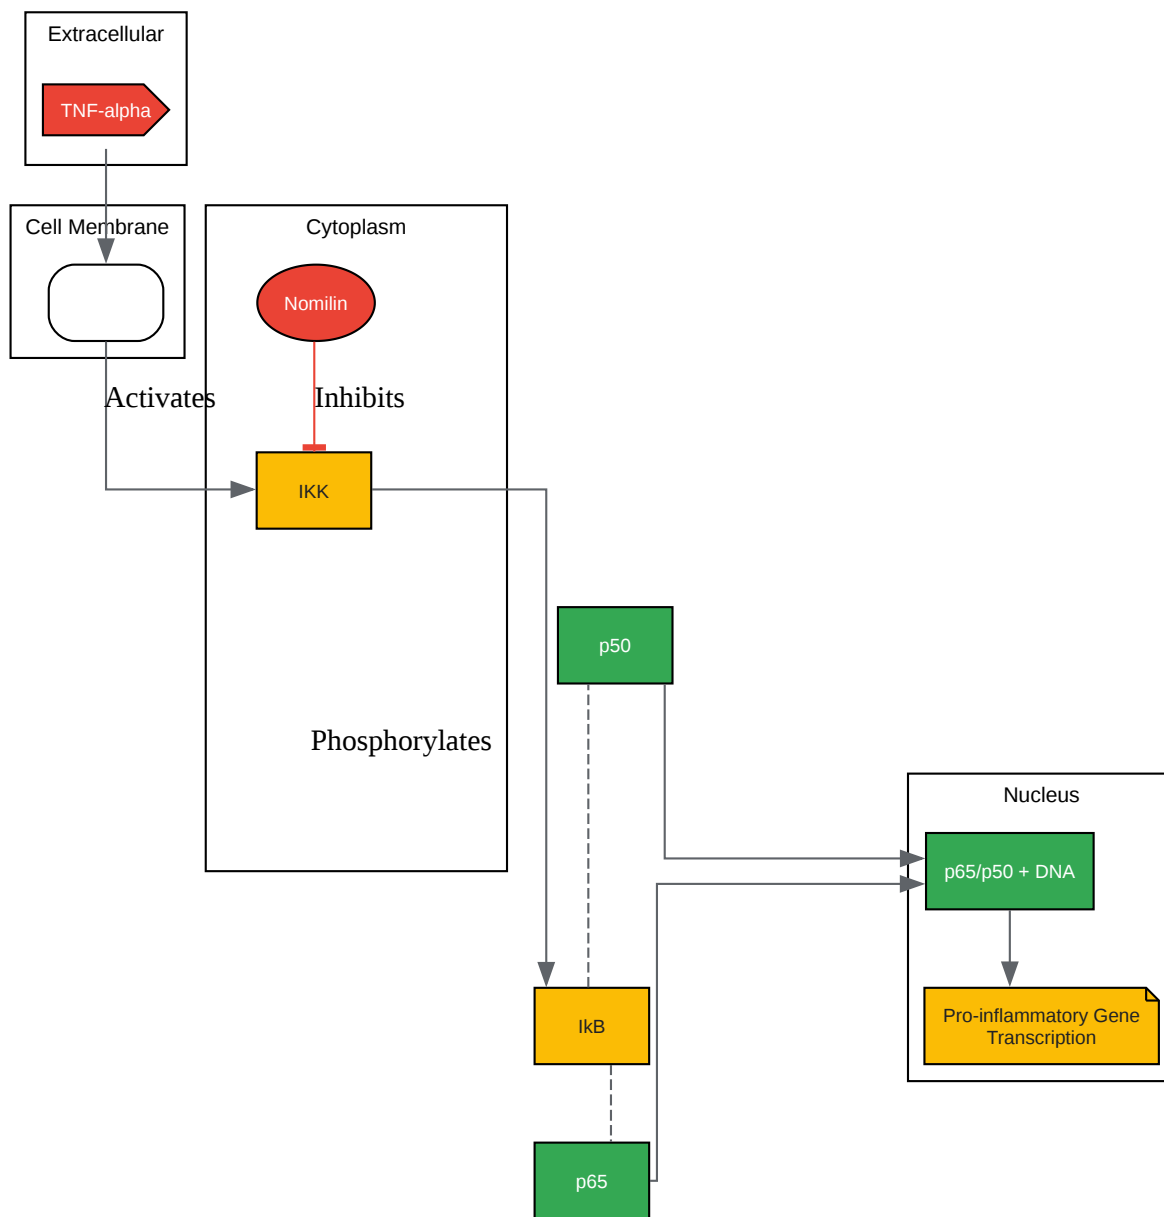 Extracellular
TNF-alpha
Cell Membrane
Cytoplasm
Nomilin
Activates
Inhibits
IKK
p50
Phosphorylates
Nucleus
p65/p50 + DNA
IkB
Pro-inflammatory Gene
Transcription
p65